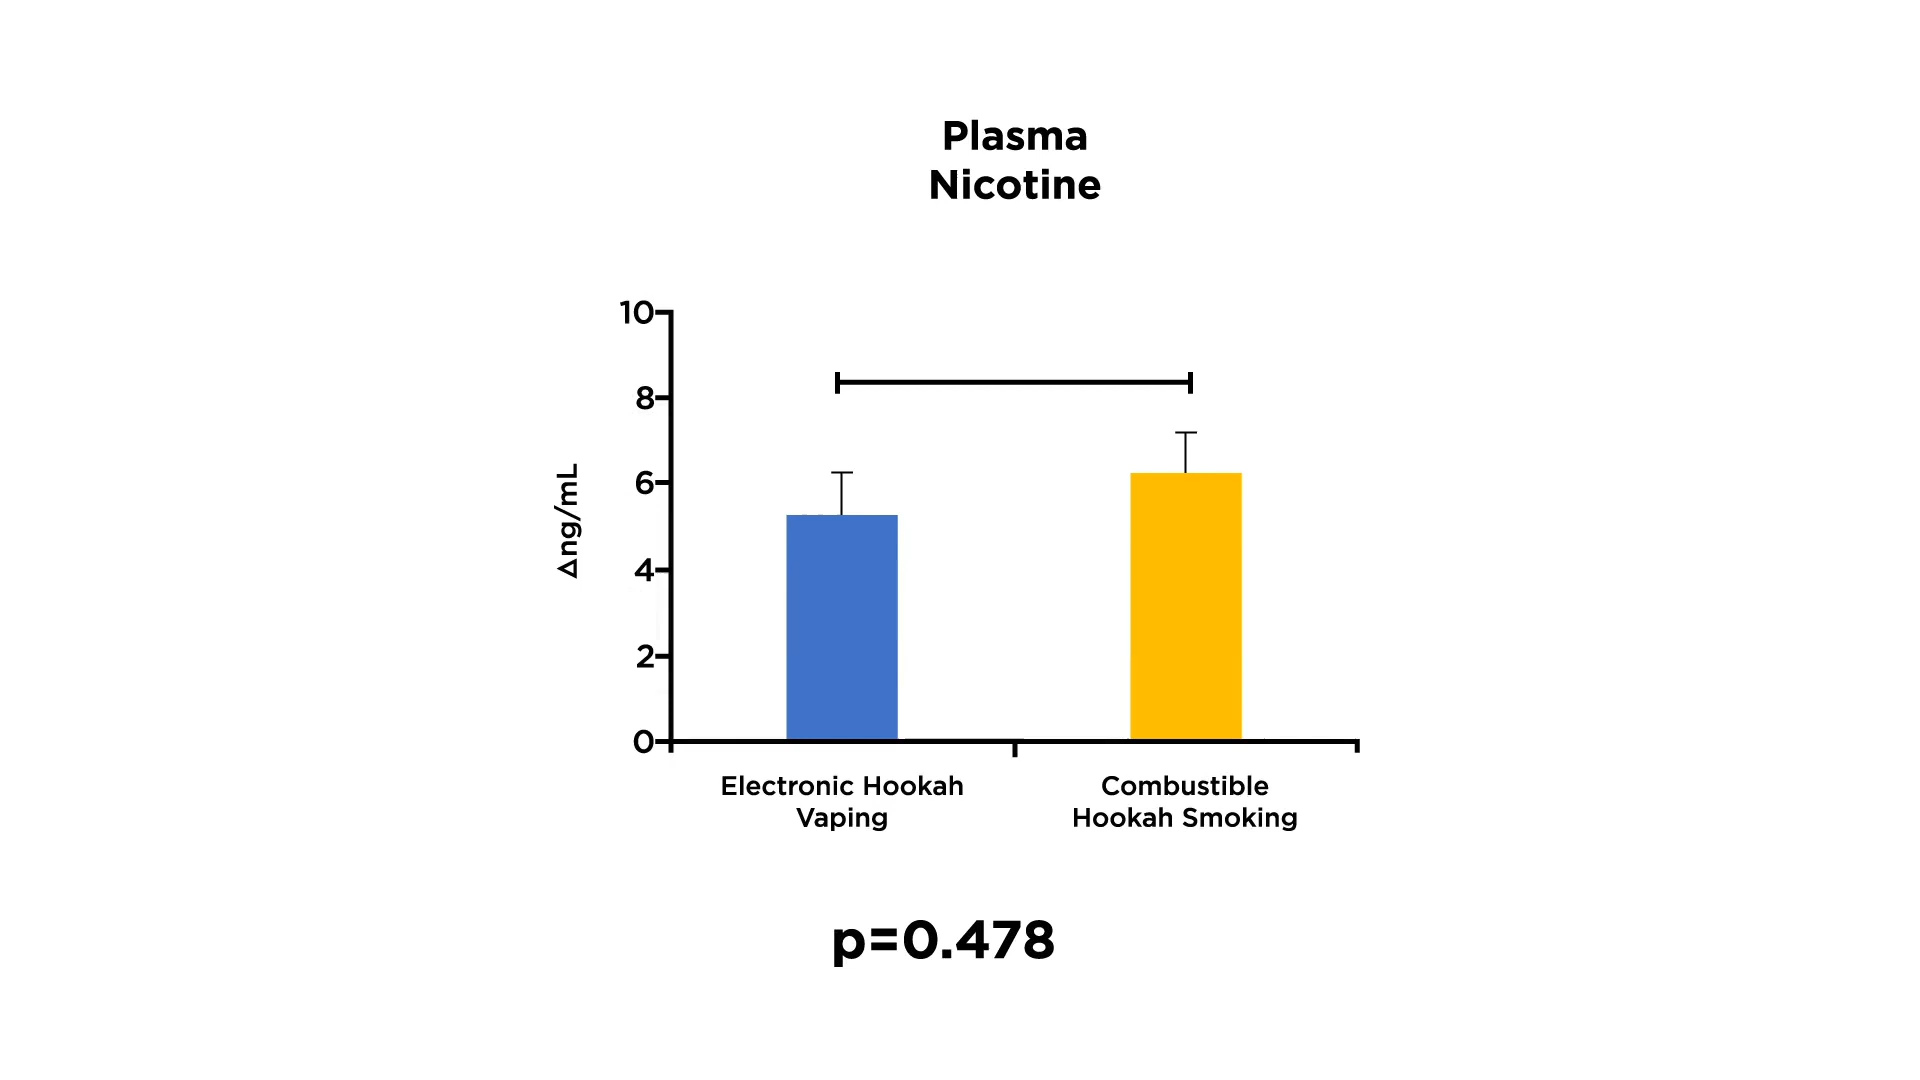 Plasma
Nicotine
10
8
6
4
2
0
Δng/mL
Electronic Hookah
Vaping
Combustible
Hookah Smoking
p=0.478